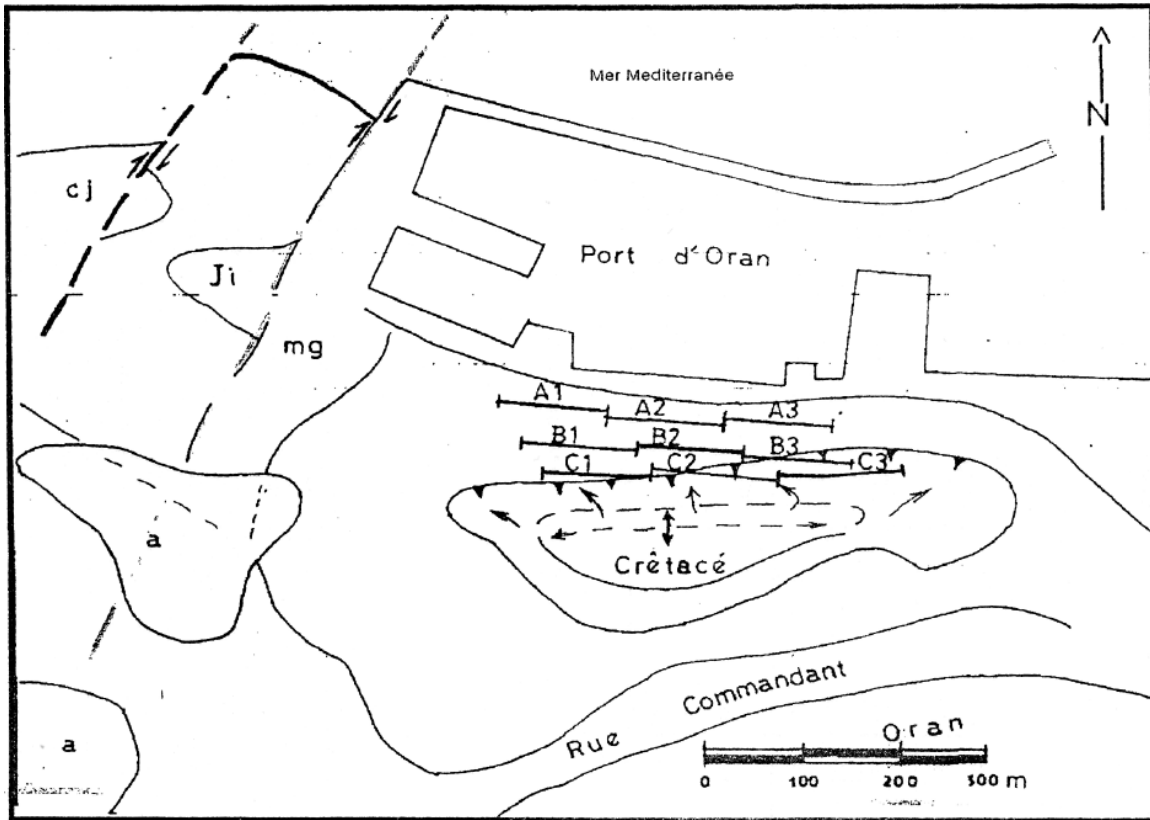 Mer Mediterranée
N
cj
Port d'Oran
Ji
mg
A1 A2 A3
B1 B2 B3
C1 C2 C3
a
Crêtacé
Rue Commandant
a
Oran
0 100 200 300 m